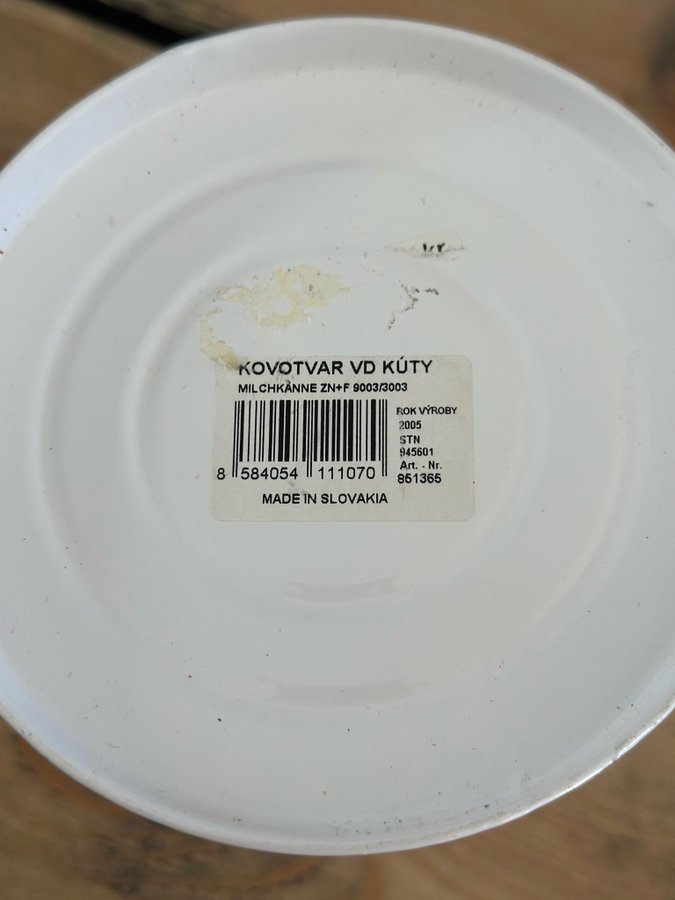 KOVOTVAR VD KÚTY
MILCHKANNE ZN+F 9003/3003
ROK VÝROBY
2005
STN
945601
Art. - Nr.
851365
8 584054 111070
MADE IN SLOVAKIA